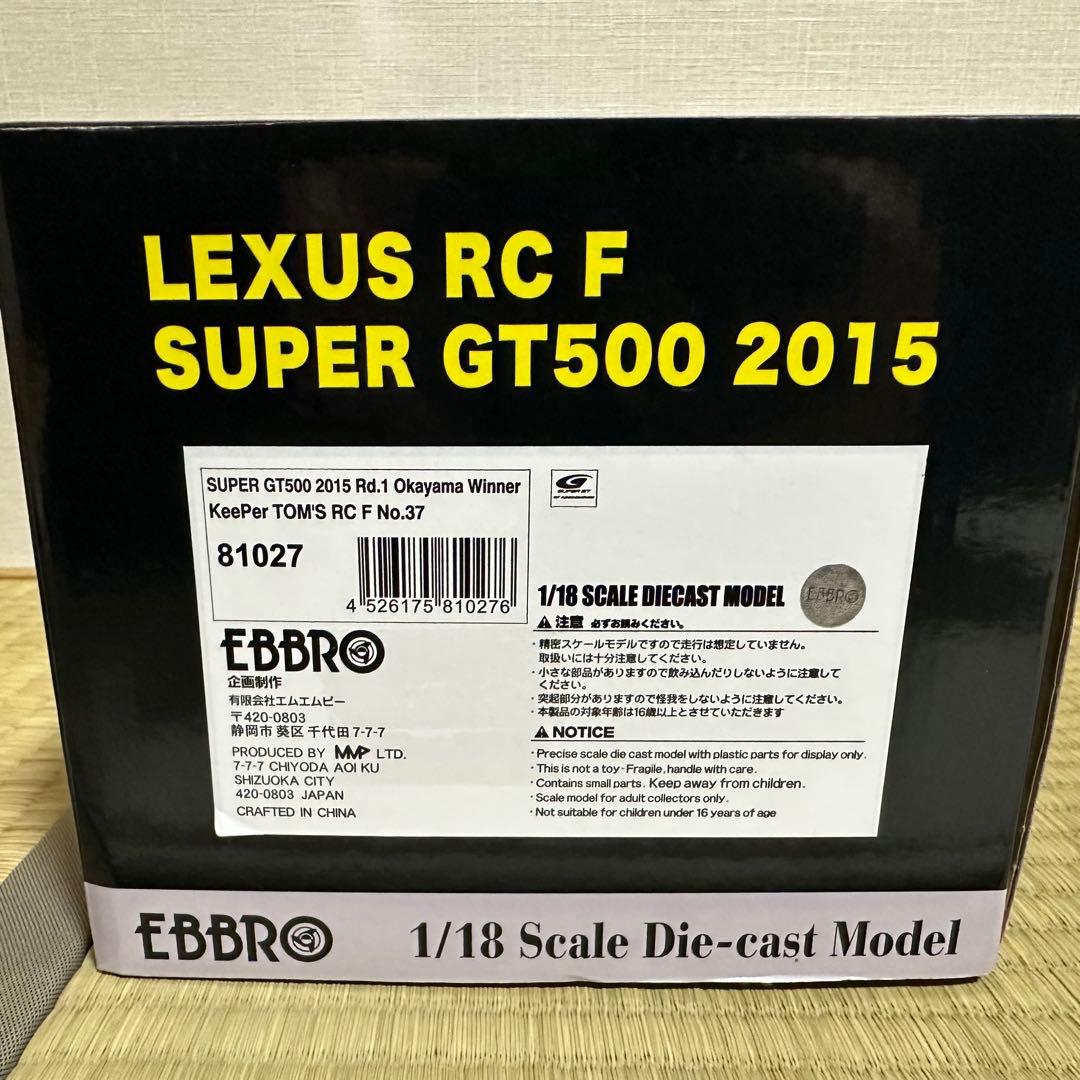 LEXUS RC F
SUPER GT500 2015
SUPER GT500 2015 Rd.1 Okayama Winner
KeePer TOM'S RC F No.37
81027
4 526175 810276
EBBRO
企画制作
有限会社エムエムピー
〒420-0803
静岡市 葵区 千代田 7-7-7
PRODUCED BY MMP LTD.
7-7-7 CHIYODA AOI KU
SHIZUOKA CITY
420-0803 JAPAN
CRAFTED IN CHINA
SUPER GT
1/18 SCALE DIECAST MODEL
EBBRO
注意 必ずお読みください。
・精密スケールモデルですので走行は想定していません。
取扱いには十分注意してください。
・小さな部品がありますので飲み込んだりしないように注意して
ください。
・突起部分がありますので怪我をしないように注意してください。
・本製品の対象年齢は16歳以上とさせていただきます
NOTICE
・Precise scale die cast model with plastic parts for display only.
・This is not a toy-Fragile, handle with care.
・Contains small parts. Keep away from children.
・Scale model for adult collectors only.
・Not suitable for children under 16 years of age
EBBRO
1/18 Scale Die-cast Model